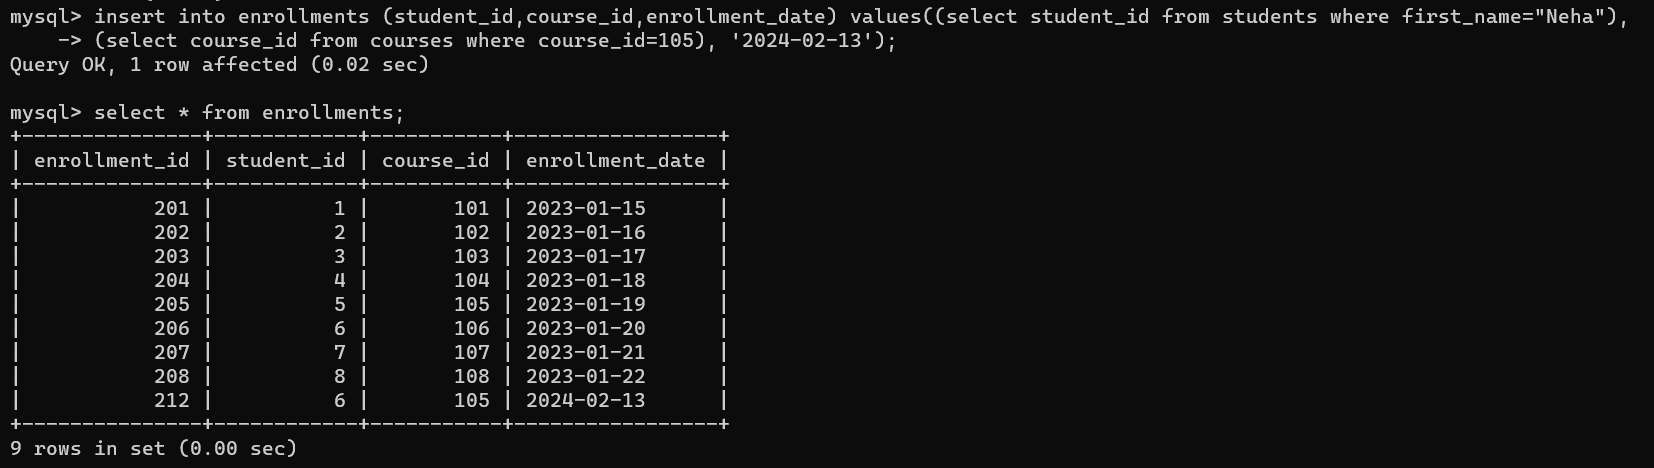 mysql> insert into enrollments (student_id,course_id,enrollment_date) values((select student_id from students where first_name="Neha"),
    -> (select course_id from courses where course_id=105), '2024-02-13');
Query OK, 1 row affected (0.02 sec)
mysql> select * from enrollments;
+---------------+------------+-----------+-----------------+
| enrollment_id | student_id | course_id | enrollment_date |
+---------------+------------+-----------+-----------------+
|           201 |          1 |       101 | 2023-01-15      |
|           202 |          2 |       102 | 2023-01-16      |
|           203 |          3 |       103 | 2023-01-17      |
|           204 |          4 |       104 | 2023-01-18      |
|           205 |          5 |       105 | 2023-01-19      |
|           206 |          6 |       106 | 2023-01-20      |
|           207 |          7 |       107 | 2023-01-21      |
|           208 |          8 |       108 | 2023-01-22      |
|           212 |          6 |       105 | 2024-02-13      |
+---------------+------------+-----------+-----------------+
9 rows in set (0.00 sec)